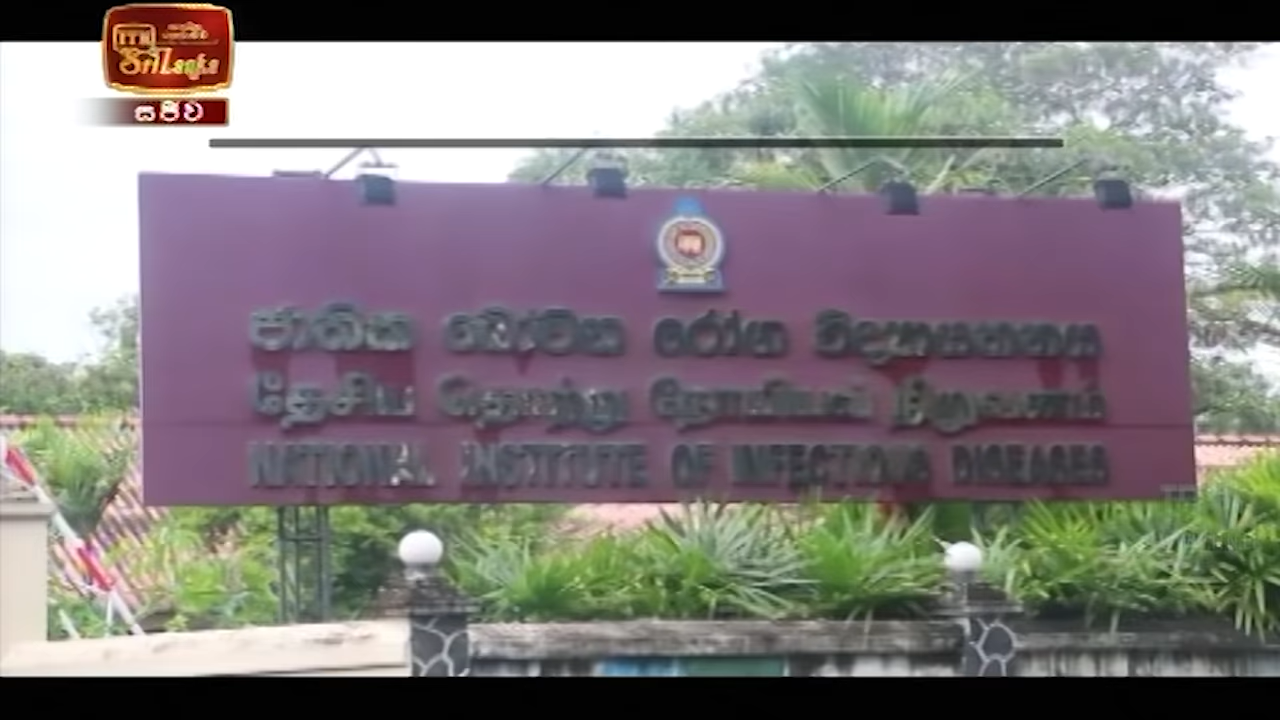 ITN
Sri Lanka
සජීව
ජාතික බෝවන රෝග විද්‍යායතනය
தேசிய தொற்று நோயியல் நிறுவனம்
NATIONAL INSTITUTE OF INFECTIOUS DISEASES